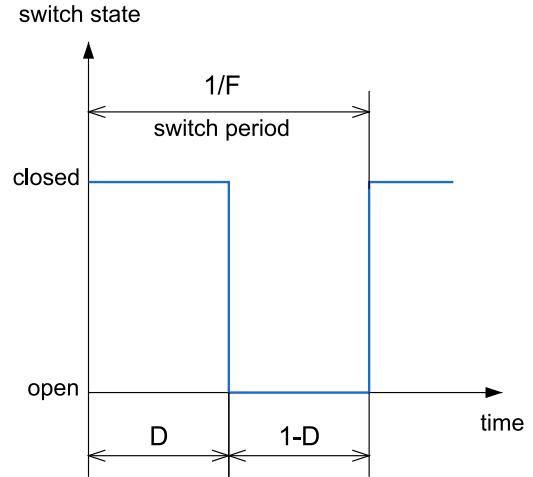 switch state
1/F
switch period
closed
open
time
D
1-D